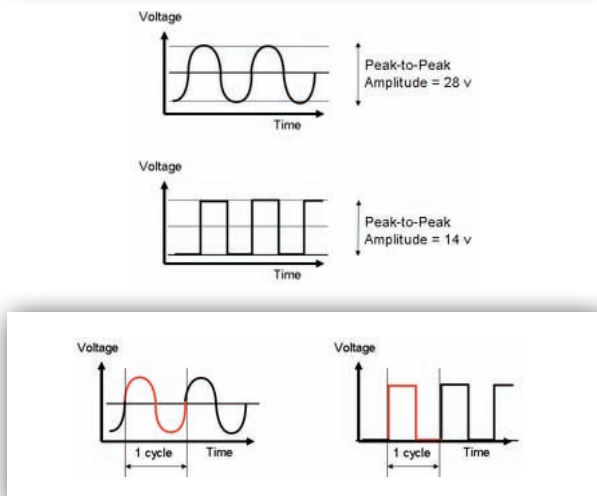 Voltage
Peak-to-Peak
Amplitude = 28 v
Time
Voltage
Peak-to-Peak
Amplitude = 14 v
Time
Voltage
1 cycle
Time
Voltage
1 cycle
Time